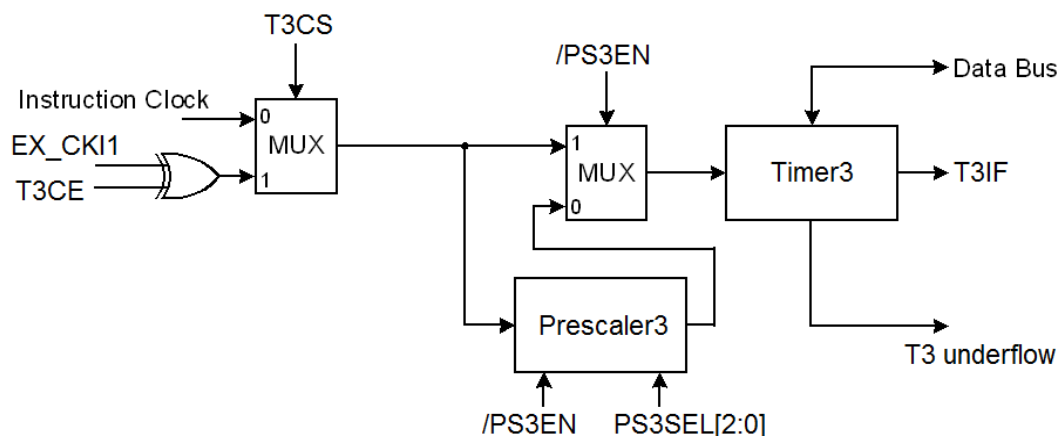 T3CS
/PS3EN
Instruction Clock
0
Data Bus
EX_CKI1
MUX
1
MUX
Timer3
T3IF
T3CE
1
0
Prescaler3
T3 underflow
/PS3EN
PS3SEL[2:0]